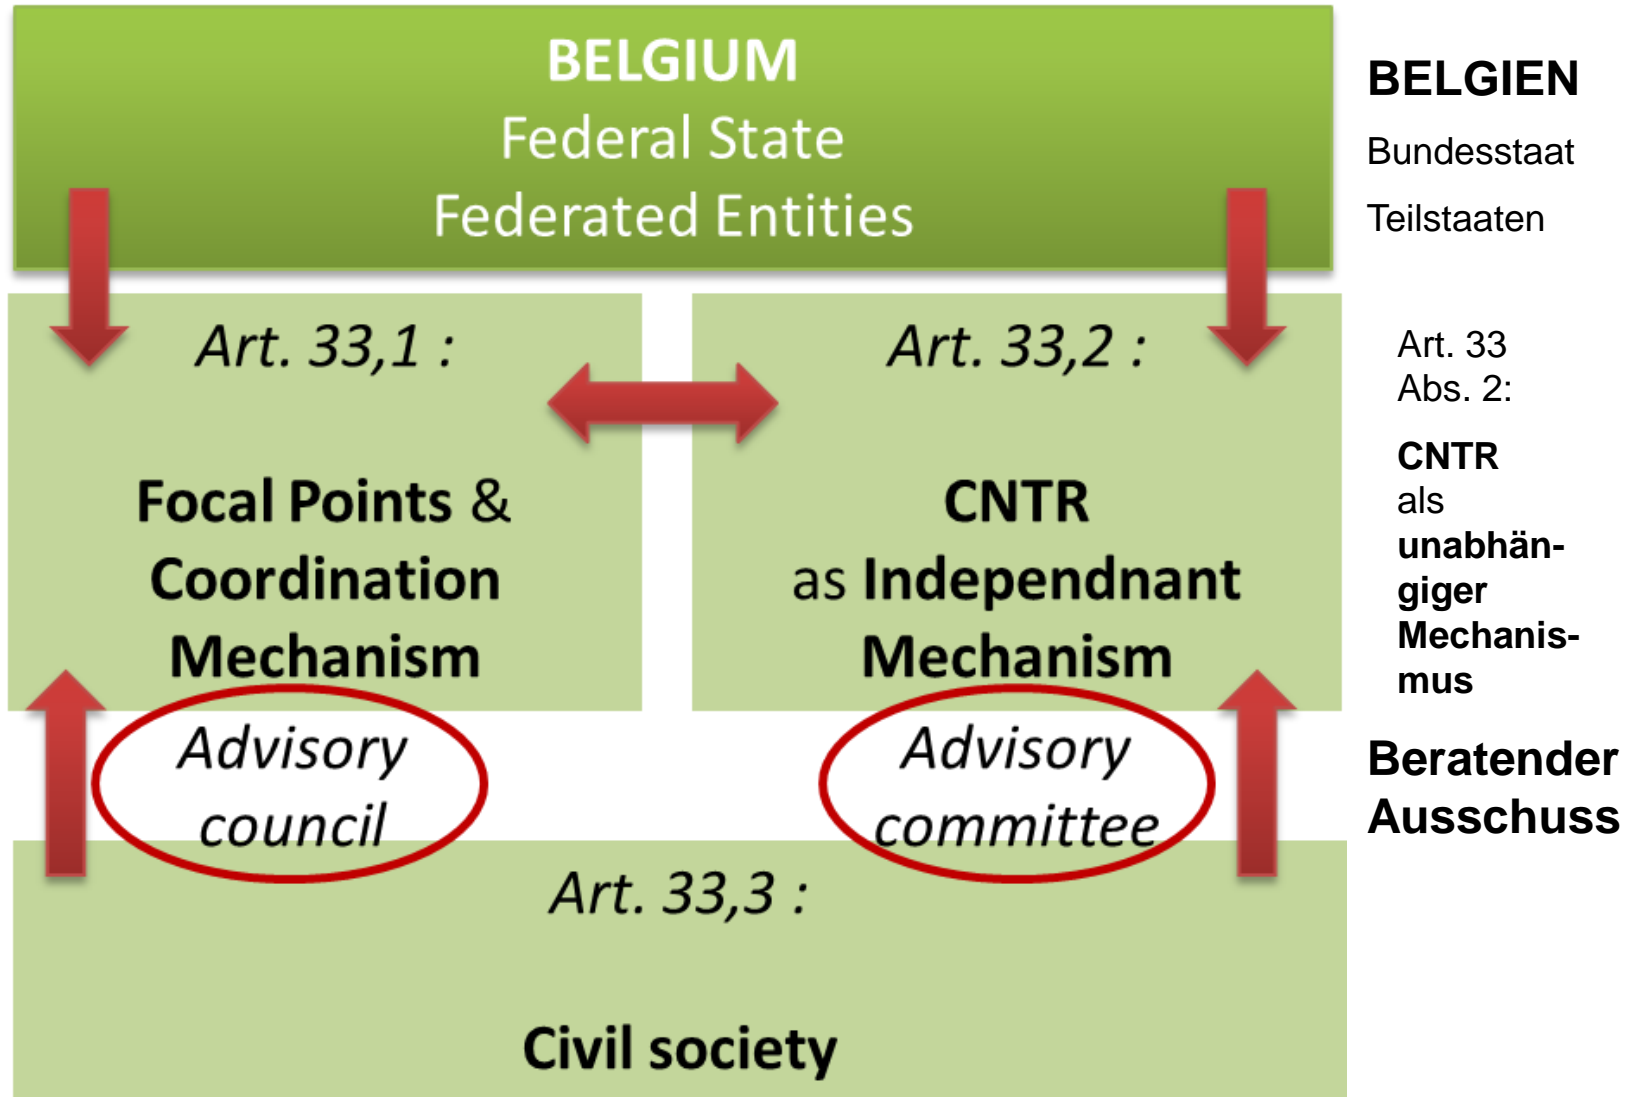 BELGIUM
Federal State
Federated Entities
Art. 33,1 :
Focal Points &
Coordination
Mechanism
Art. 33,2 :
CNTR
as Independnant
Mechanism
Advisory
council
Advisory
committee
Art. 33,3 :
Civil society
BELGIEN
Bundesstaat
Teilstaaten
Art. 33
Abs. 2:
CNTR
als
unabhän-
giger
Mechanis-
mus
Beratender
Ausschuss